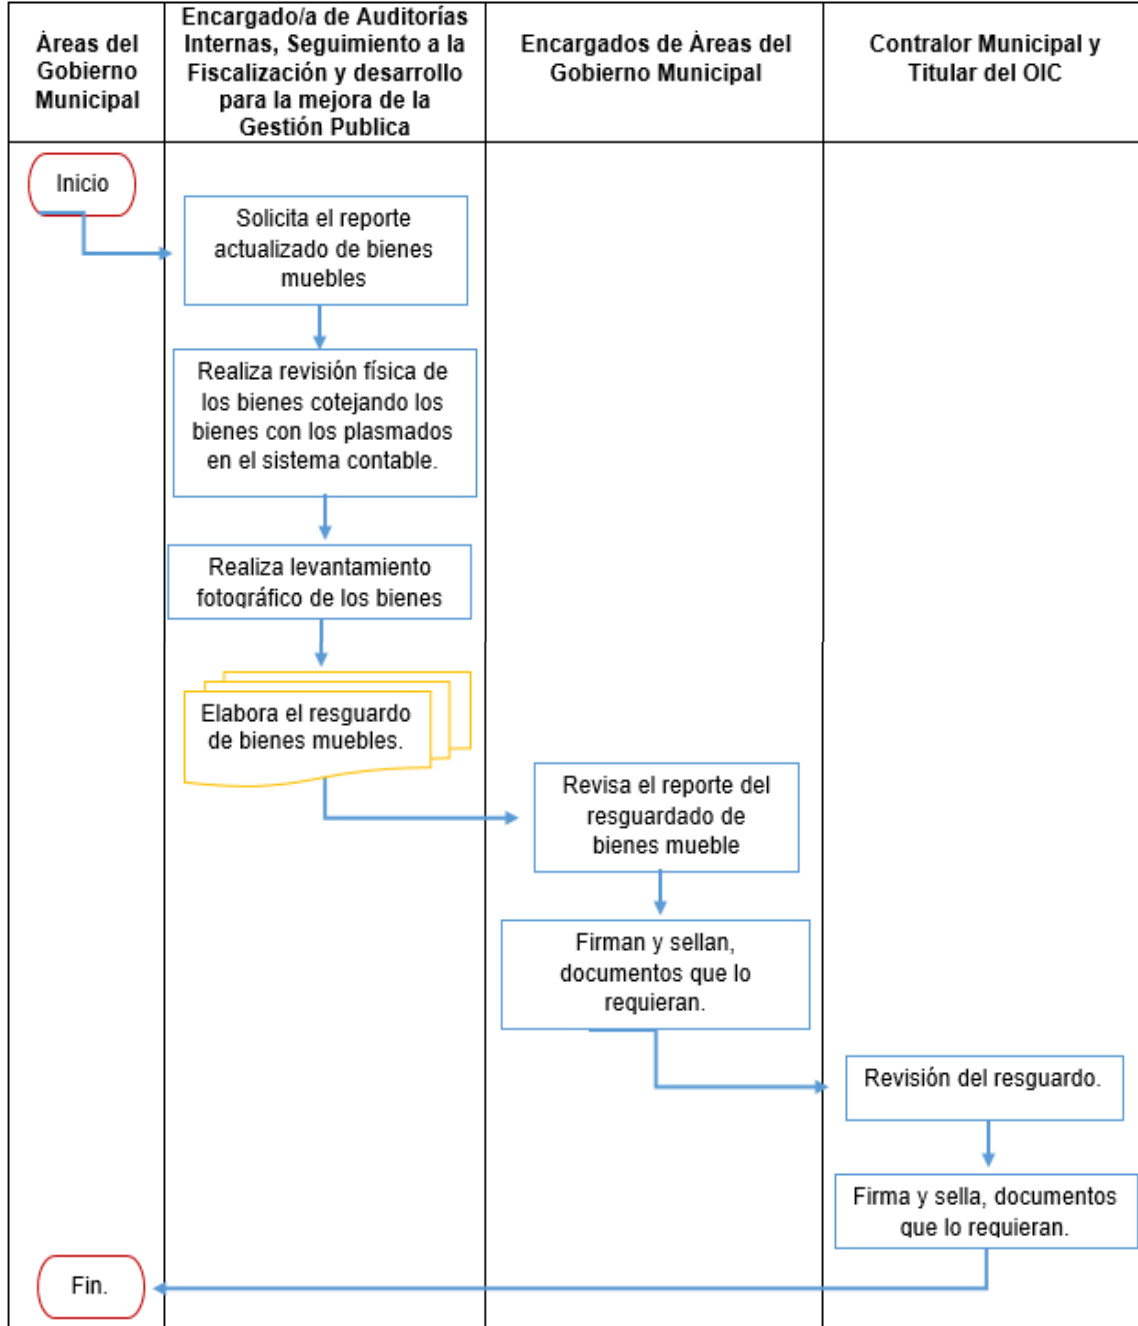 Áreas del
Gobierno
Municipal
Encargado/a de Auditorías
Internas, Seguimiento a la
Fiscalización y desarrollo
para la mejora de la
Gestión Publica
Encargados de Áreas del
Gobierno Municipal
Contralor Municipal y
Titular del OIC
Inicio
Solicita el reporte
actualizado de bienes
muebles
Realiza revisión física de
los bienes cotejando los
bienes con los plasmados
en el sistema contable.
Realiza levantamiento
fotográfico de los bienes
Elabora el resguardo
de bienes muebles.
Revisa el reporte del
resguardado de
bienes mueble
Firman y sellan,
documentos que lo
requieran.
Revisión del resguardo.
Firma y sella, documentos
que lo requieran.
Fin.